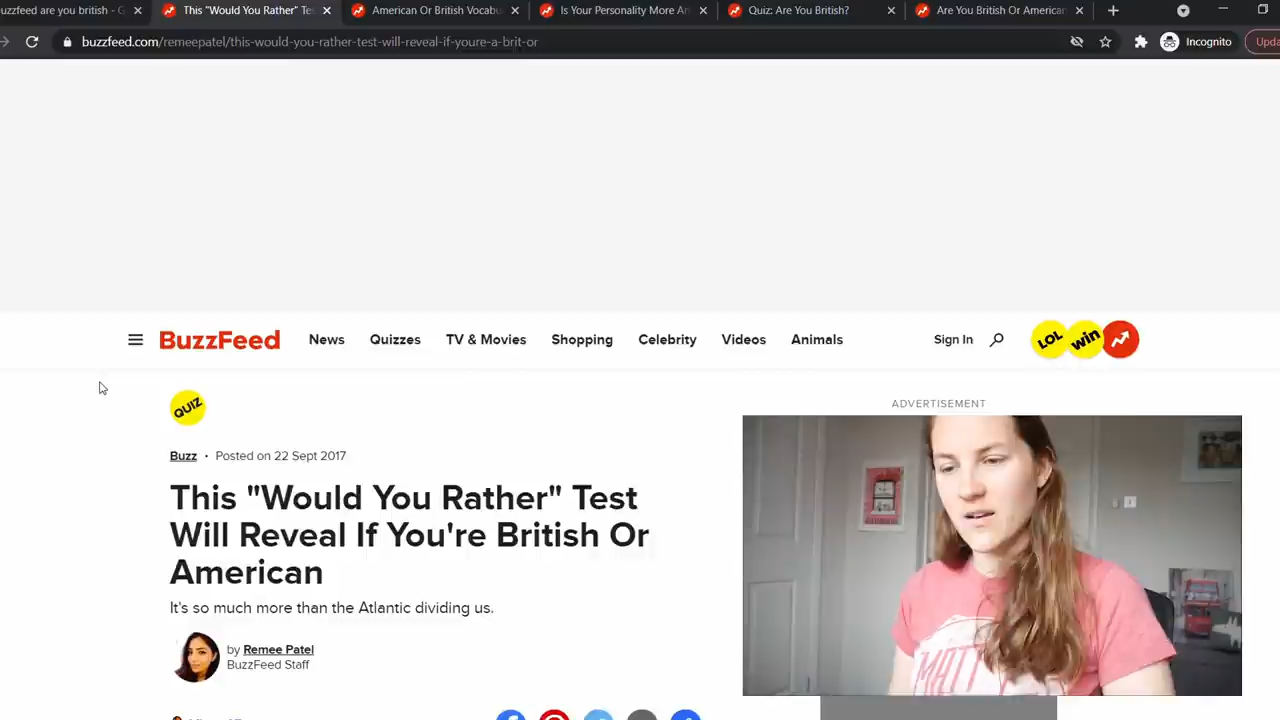 uzzfeed are you british - G
This "Would You Rather" Te
American Or British Vocabu
Is Your Personality More Am
Quiz: Are You British?
Are You British Or American
buzzfeed.com/remeepatel/this-would-you-rather-test-will-reveal-if-youre-a-brit-or
Incognito
Upda
BuzzFeed
News
Quizzes
TV & Movies
Shopping
Celebrity
Videos
Animals
Sign In
LOL
win
QUIZ
ADVERTISEMENT
Buzz • Posted on 22 Sept 2017
This "Would You Rather" Test
Will Reveal If You're British Or
American
It's so much more than the Atlantic dividing us.
by Remee Patel
BuzzFeed Staff